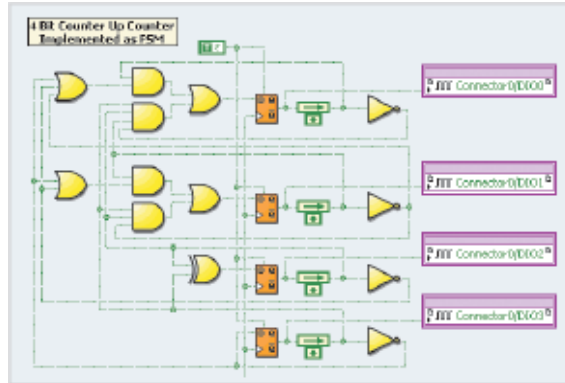 4 Bit Counter Up Counter
Implemented as FSM
Connector0/DIO0
Connector0/DIO1
Connector0/DIO2
Connector0/DIO3